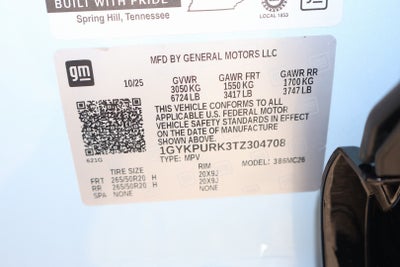 BUILT WITH PRIDE
Spring Hill, Tennessee
LOCAL 1853
gm
MFD BY GENERAL MOTORS LLC
10/25 GVWR GAWR FRT GAWR RR
3050 KG 1550 KG 1700 KG
6724 LB 3417 LB 3747 LB
THIS VEHICLE CONFORMS TO ALL
APPLICABLE U.S. FEDERAL MOTOR
VEHICLE SAFETY STANDARDS IN EFFECT
ON THE DATE OF MANUFACTURE
SHOWN ABOVE.
1GYKPURK3TZ304708
621G TYPE: MPV MODEL: 386MC26
TIRE SIZE RIM
FRT 265/50R20 H 20X9J
RR 265/50R20 H 20X9J
SPA NONE NONE